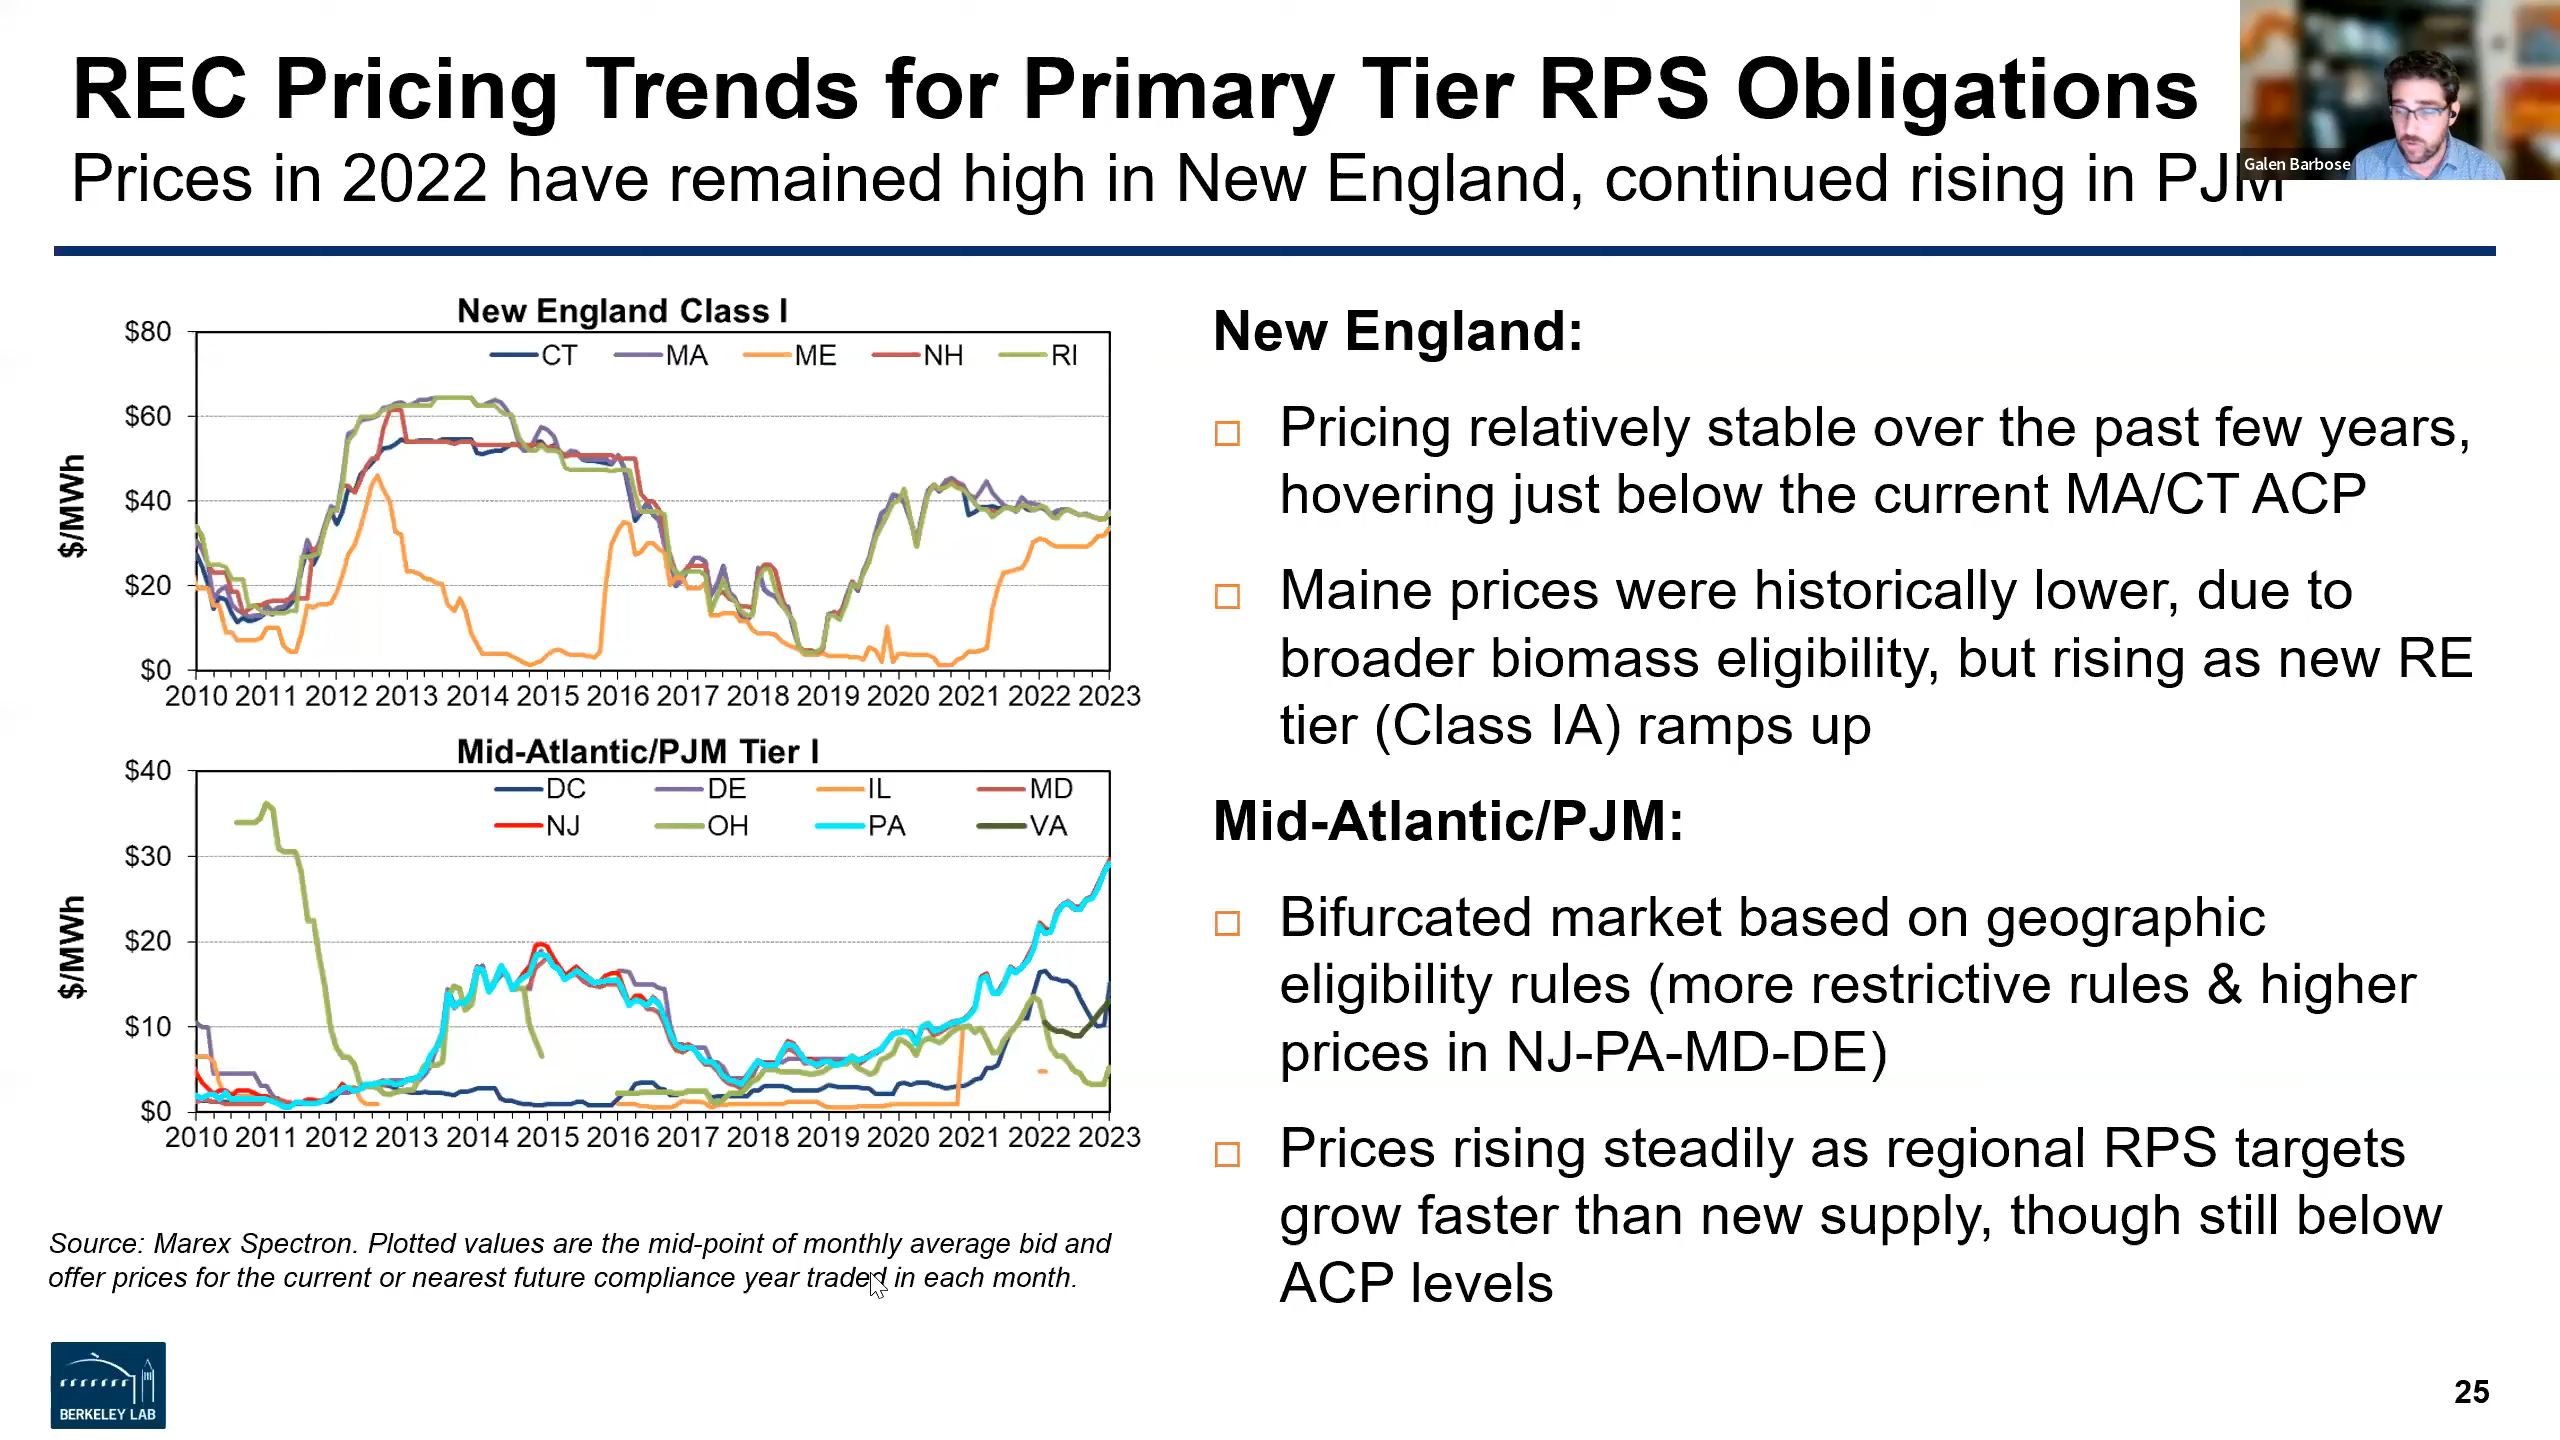 REC Pricing Trends for Primary Tier RPS Obligations
Prices in 2022 have remained high in New England, continued rising in PJM
Galen Barbose
New England Class I
$/MWh
$80
$60
$40
$20
$0
CT MA ME NH RI
2010 2011 2012 2013 2014 2015 2016 2017 2018 2019 2020 2021 2022 2023
Mid-Atlantic/PJM Tier I
$/MWh
$40
$30
$20
$10
$0
DC DE IL MD
NJ OH PA VA
2010 2011 2012 2013 2014 2015 2016 2017 2018 2019 2020 2021 2022 2023
Source: Marex Spectron. Plotted values are the mid-point of monthly average bid and
offer prices for the current or nearest future compliance year traded in each month.
New England:
Pricing relatively stable over the past few years,
hovering just below the current MA/CT ACP
Maine prices were historically lower, due to
broader biomass eligibility, but rising as new RE
tier (Class IA) ramps up
Mid-Atlantic/PJM:
Bifurcated market based on geographic
eligibility rules (more restrictive rules & higher
prices in NJ-PA-MD-DE)
Prices rising steadily as regional RPS targets
grow faster than new supply, though still below
ACP levels
BERKELEY LAB
25